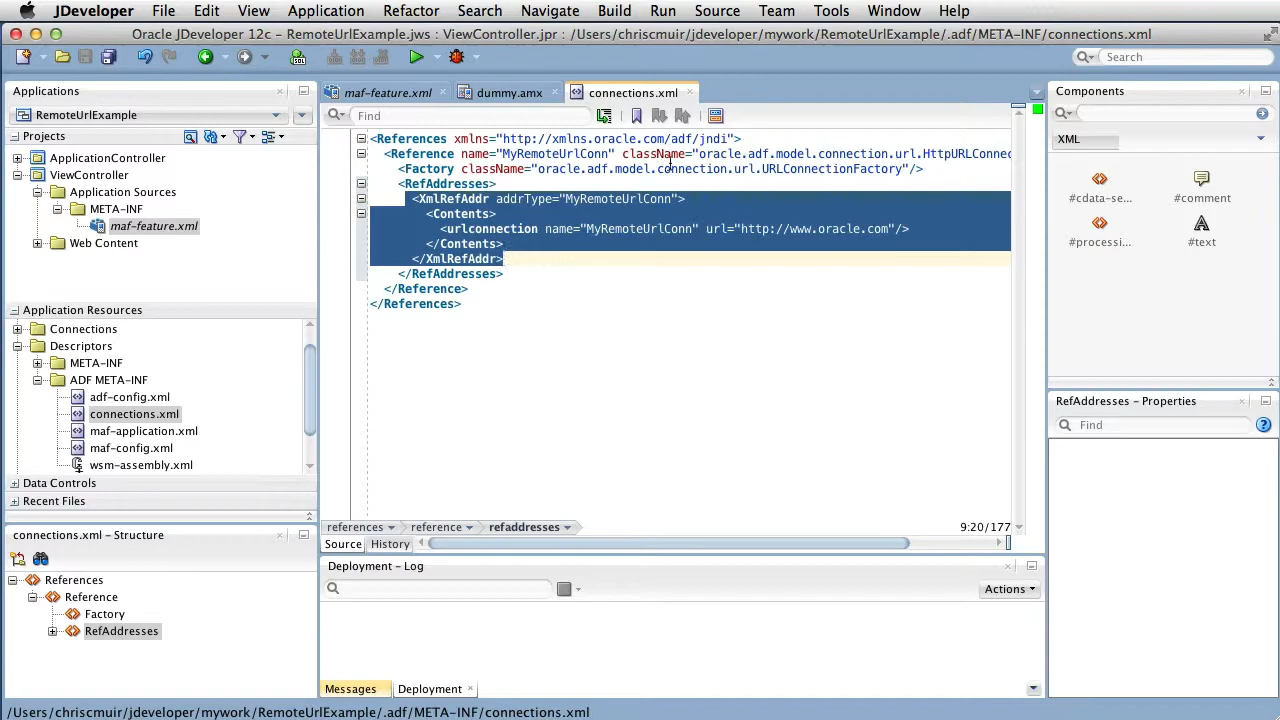 JDeveloper File Edit View Application Refactor Search Navigate Build Run Source Team Tools Window Help
Oracle JDeveloper 12c - RemoteUrlExample.jws : ViewController.jpr : /Users/chriscmuir/jdeveloper/mywork/RemoteUrlExample/.adf/META-INF/connections.xml
Search
Applications
RemoteUrlExample
Projects
ApplicationController
ViewController
Application Sources
META-INF
maf-feature.xml
Web Content
Application Resources
Connections
Descriptors
META-INF
ADF META-INF
adf-config.xml
connections.xml
maf-application.xml
maf-config.xml
wsm-assembly.xml
Data Controls
Recent Files
connections.xml - Structure
References
Reference
Factory
RefAddresses
maf-feature.xml dummy.amx connections.xml
Find
<References xmlns="http://xmlns.oracle.com/adf/jndi">
<Reference name="MyRemoteUrlConn" className="oracle.adf.model.connection.url.HttpURLConnec
<Factory className="oracle.adf.model.connection.url.URLConnectionFactory"/>
<RefAddresses>
<XmlRefAddr addrType="MyRemoteUrlConn">
<Contents>
<urlconnection name="MyRemoteUrlConn" url="http://www.oracle.com"/>
</Contents>
</XmlRefAddr>
</RefAddresses>
</Reference>
</References>
references reference refaddresses
9:20/177
Source History
Deployment - Log
Actions
Messages Deployment
Components
XML
#cdata-se... #comment
#processi... #text
RefAddresses - Properties
Find
/Users/chriscmuir/jdeveloper/mywork/RemoteUrlExample/.adf/META-INF/connections.xml